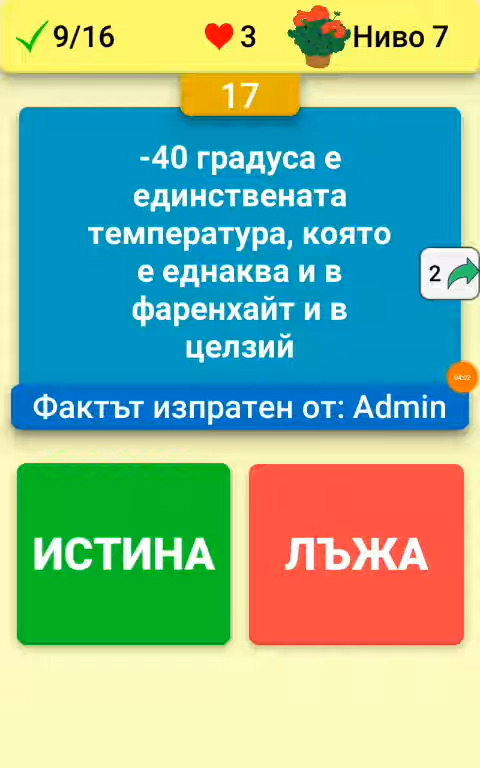 9/16
3
Ниво 7
17
-40 градуса е
единствената
температура, която
е еднаква и в
фаренхайт и в
целзий
2
Фактът изпратен от: Admin
ИСТИНА
ЛЪЖА